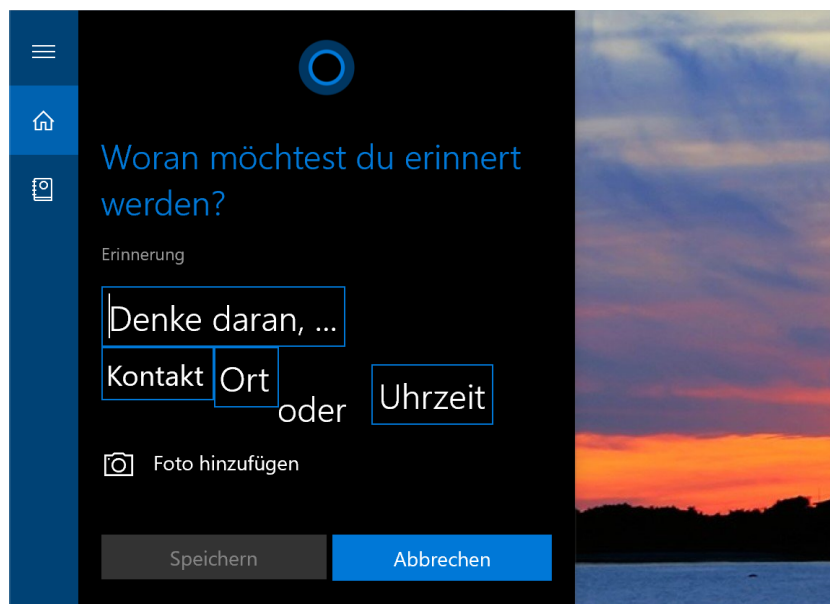 Woran möchtest du erinnert
werden?
Erinnerung
Denke daran, ...
Kontakt Ort oder Uhrzeit
Foto hinzufügen
Speichern Abbrechen